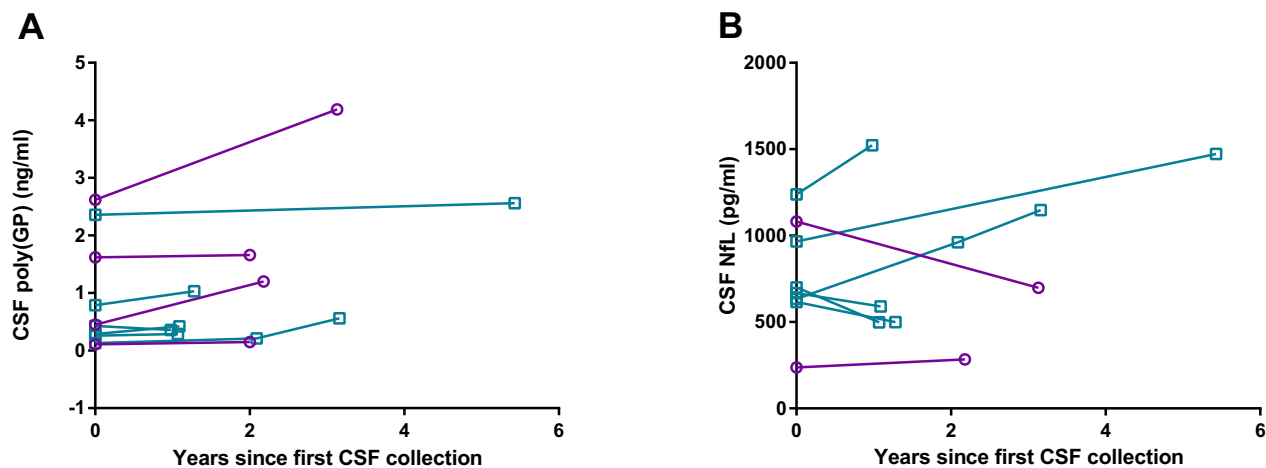 A
CSF poly(GP) (ng/ml)
5
4
3
2
1
0
-1
0 2 4 6
Years since first CSF collection
B
CSF NfL (pg/ml)
2000
1500
1000
500
0
0 2 4 6
Years since first CSF collection